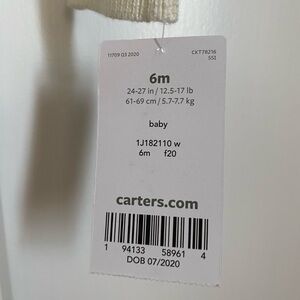 11709 Q3 2020
CKT78216
SS1
6m
24-27 in / 12.5-17 lb
61-69 cm / 5.7-7.7 kg
baby
1J182110 w
6m f20
carters.com
1 94133 58961 4
DOB 07/2020